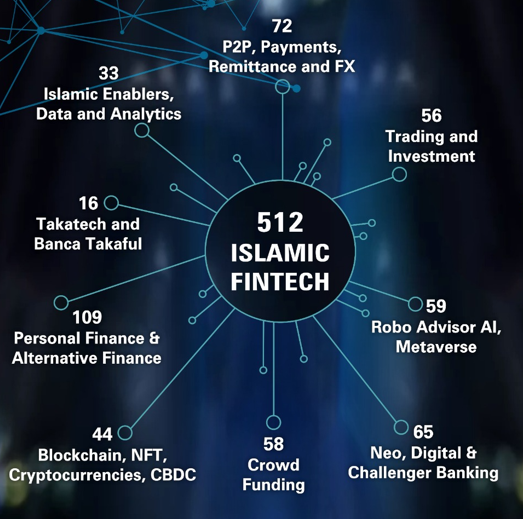 72
P2P, Payments,
Remittance and FX
33
Islamic Enablers,
Data and Analytics
56
Trading and
Investment
16
Takatech and
Banca Takaful
512
ISLAMIC
FINTECH
109
Personal Finance &
Alternative Finance
59
Robo Advisor AI,
Metaverse
44
Blockchain, NFT,
Cryptocurrencies, CBDC
58
Crowd
Funding
65
Neo, Digital &
Challenger Banking